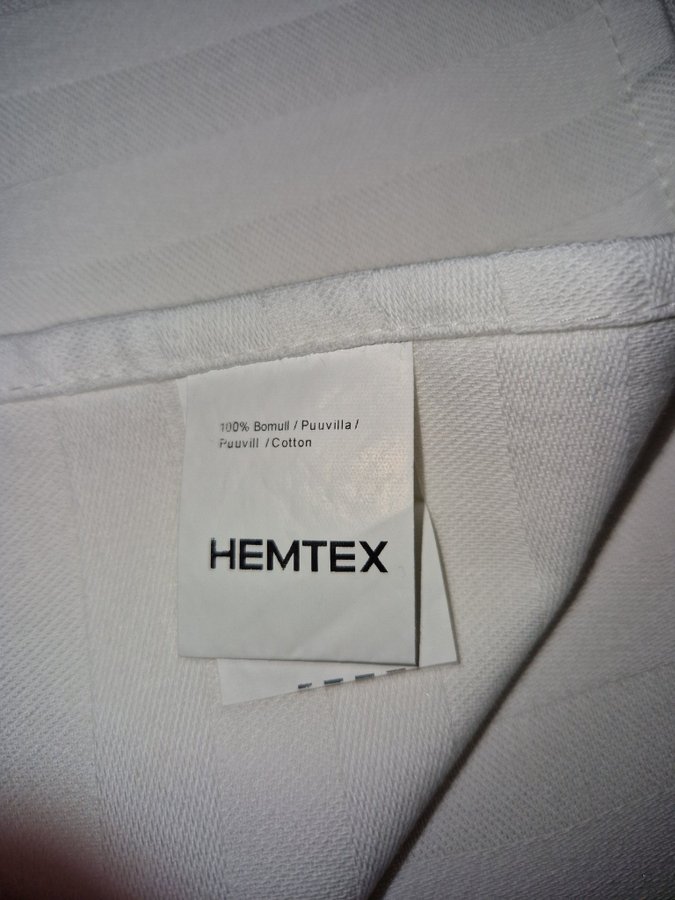 100% Bomull / Puuvilla /
Puuvill / Cotton
HEMTEX